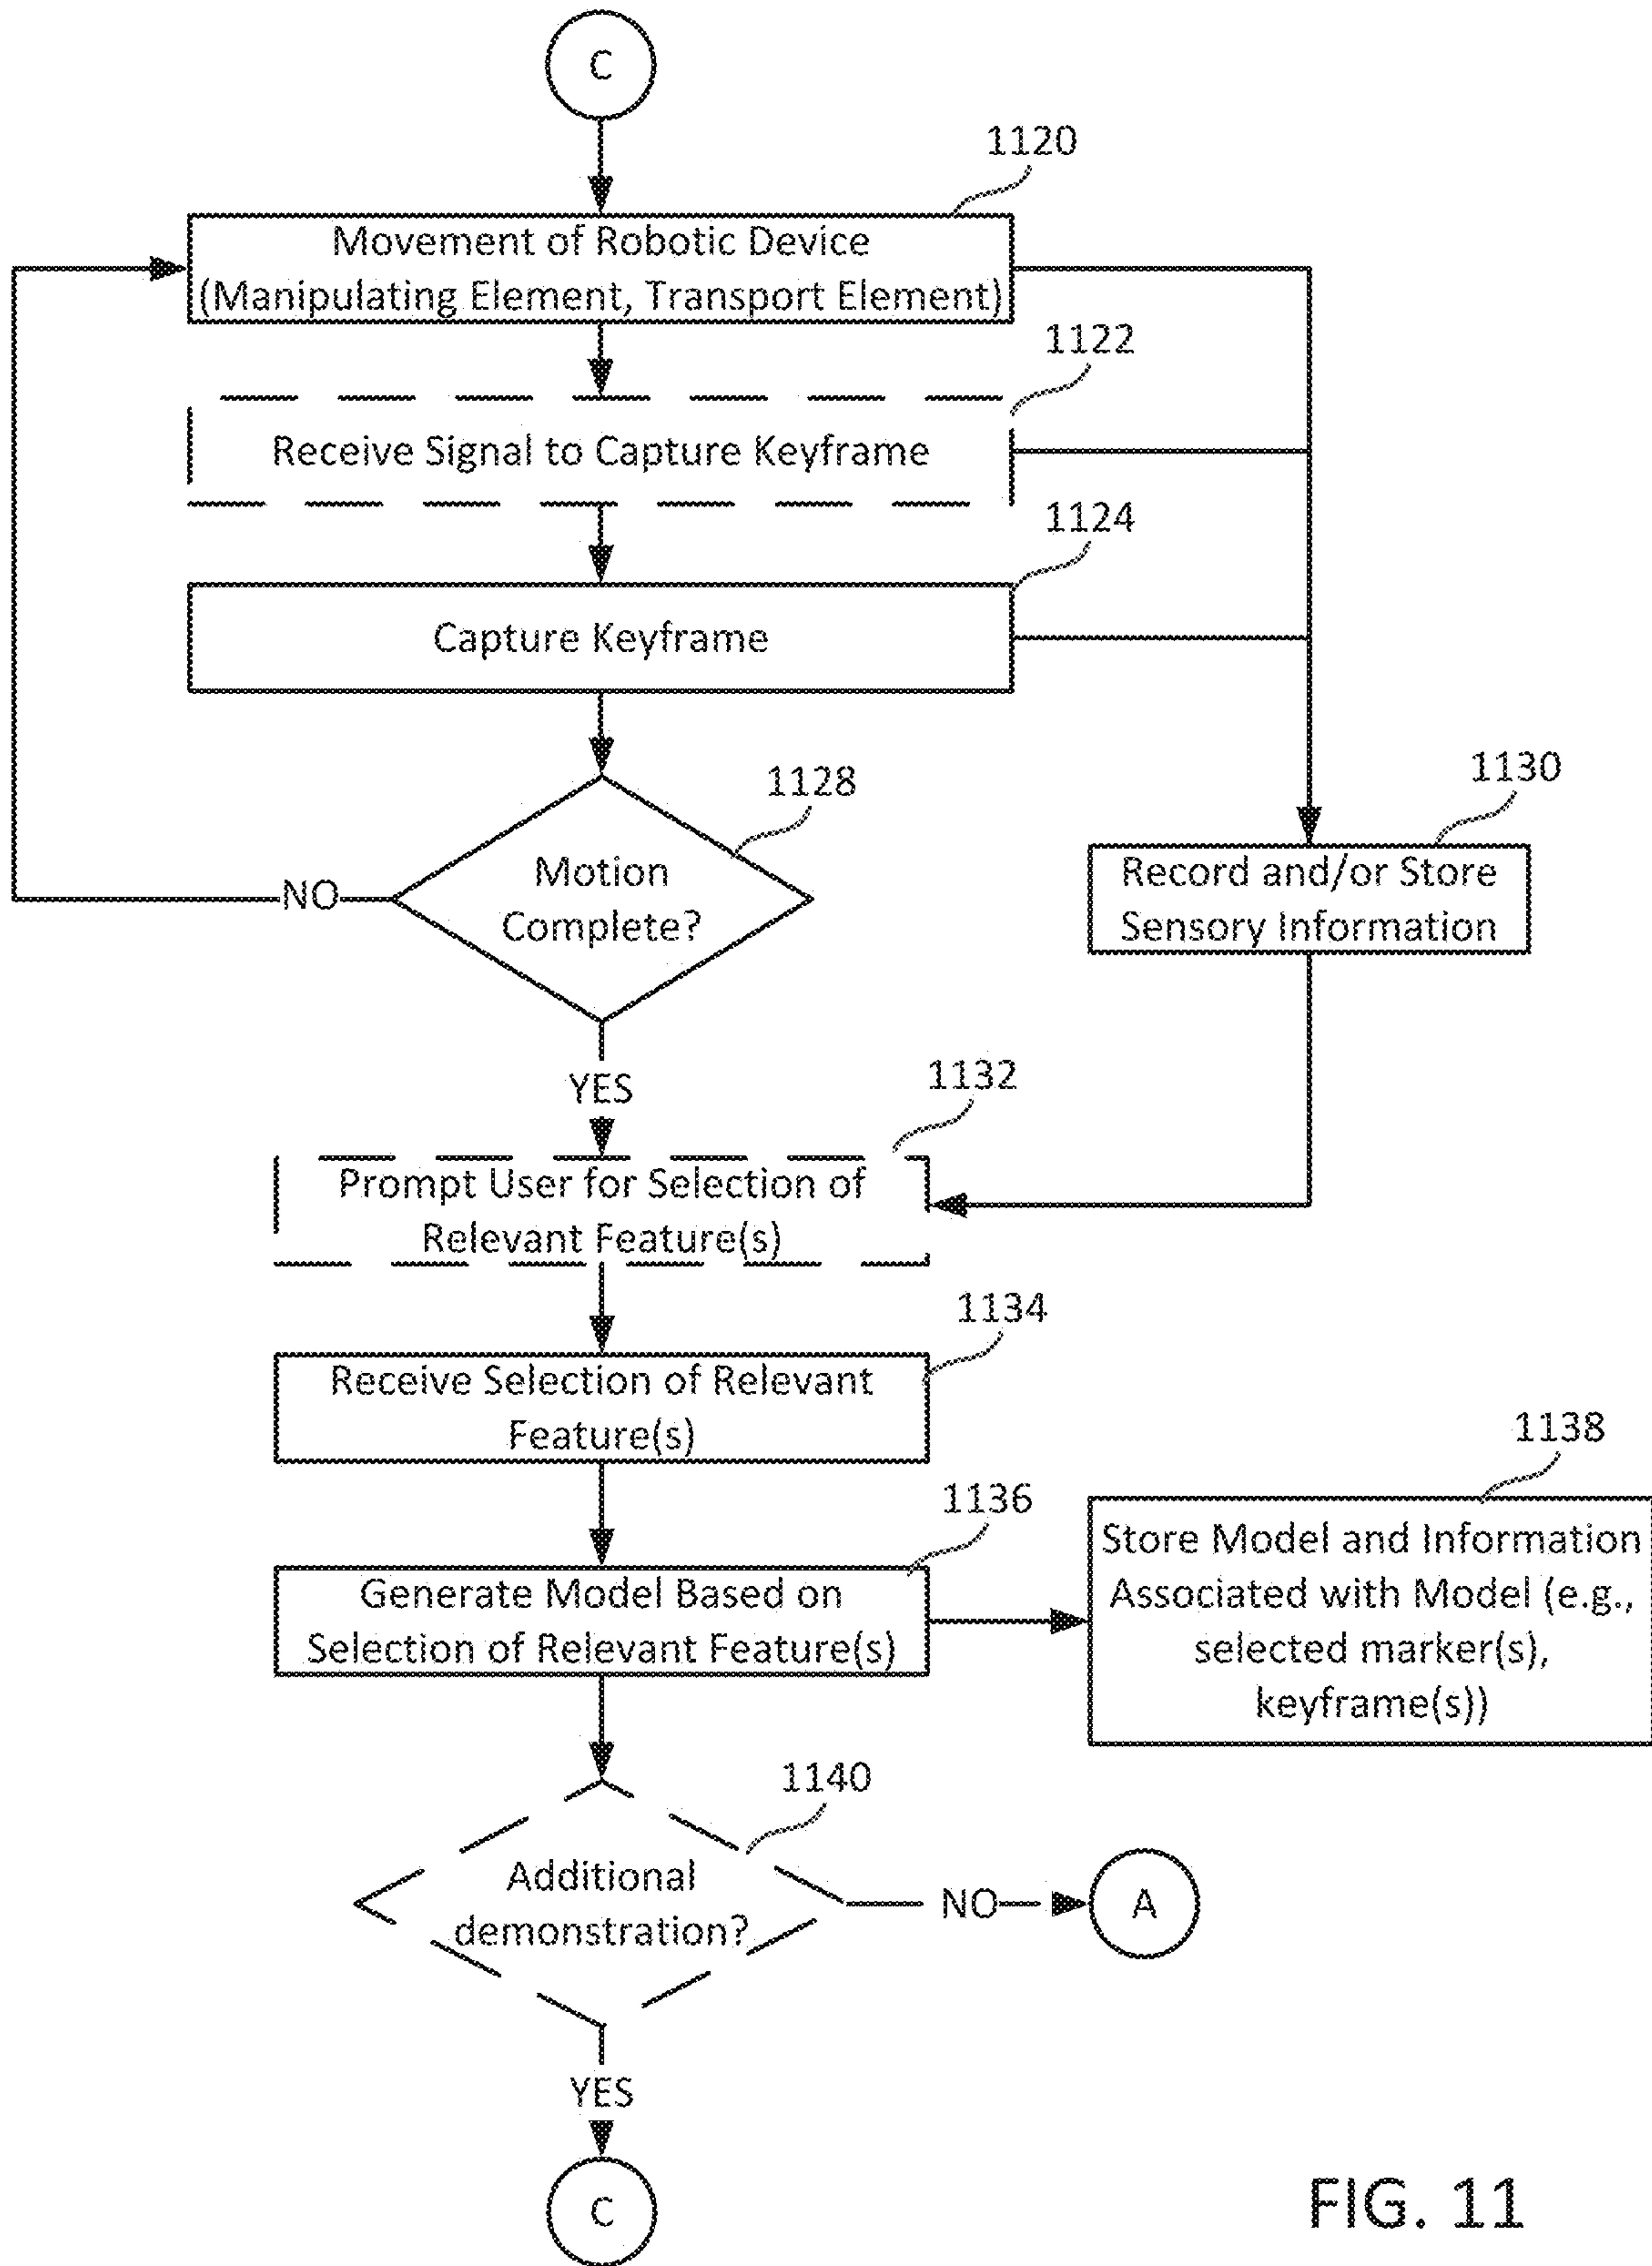 C
1120
Movement of Robotic Device
(Manipulating Element, Transport Element)
1122
Receive Signal to Capture Keyframe
1124
Capture Keyframe
1128
Motion
Complete?
NO
1130
Record and/or Store
Sensory Information
YES
1132
Prompt User for Selection of
Relevant Feature(s)
1134
Receive Selection of Relevant
Feature(s)
1136
Generate Model Based on
Selection of Relevant Feature(s)
1138
Store Model and Information
Associated with Model (e.g.,
selected marker(s),
keyframe(s))
1140
Additional
demonstration?
NO
A
YES
C
FIG. 11